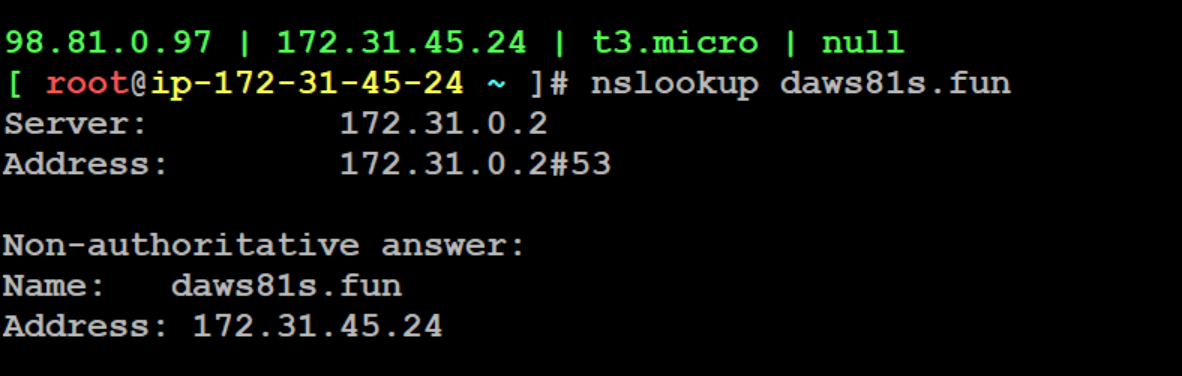 98.81.0.97 | 172.31.45.24 | t3.micro | null
[ root@ip-172-31-45-24 ~ ]# nslookup daws81s.fun
Server:         172.31.0.2
Address:        172.31.0.2#53

Non-authoritative answer:
Name:   daws81s.fun
Address: 172.31.45.24